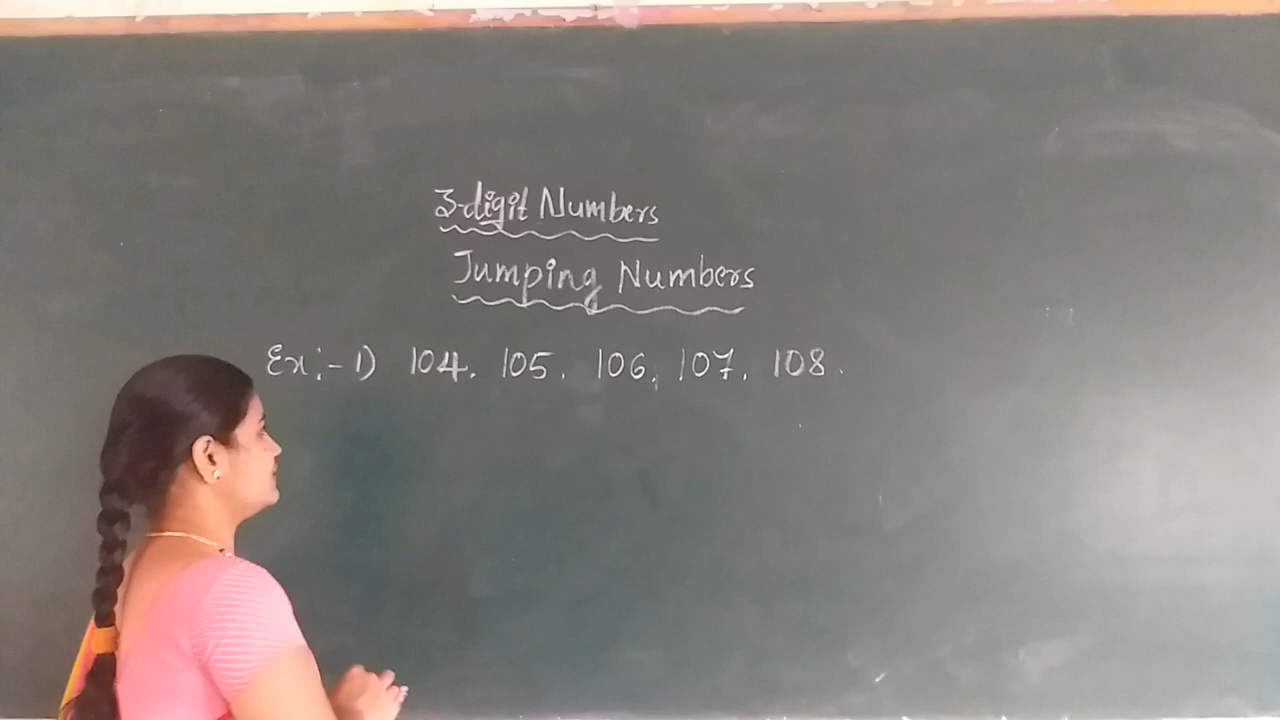 3-digit Numbers
Jumping Numbers
Ex:-1) 104, 105, 106, 107, 108.